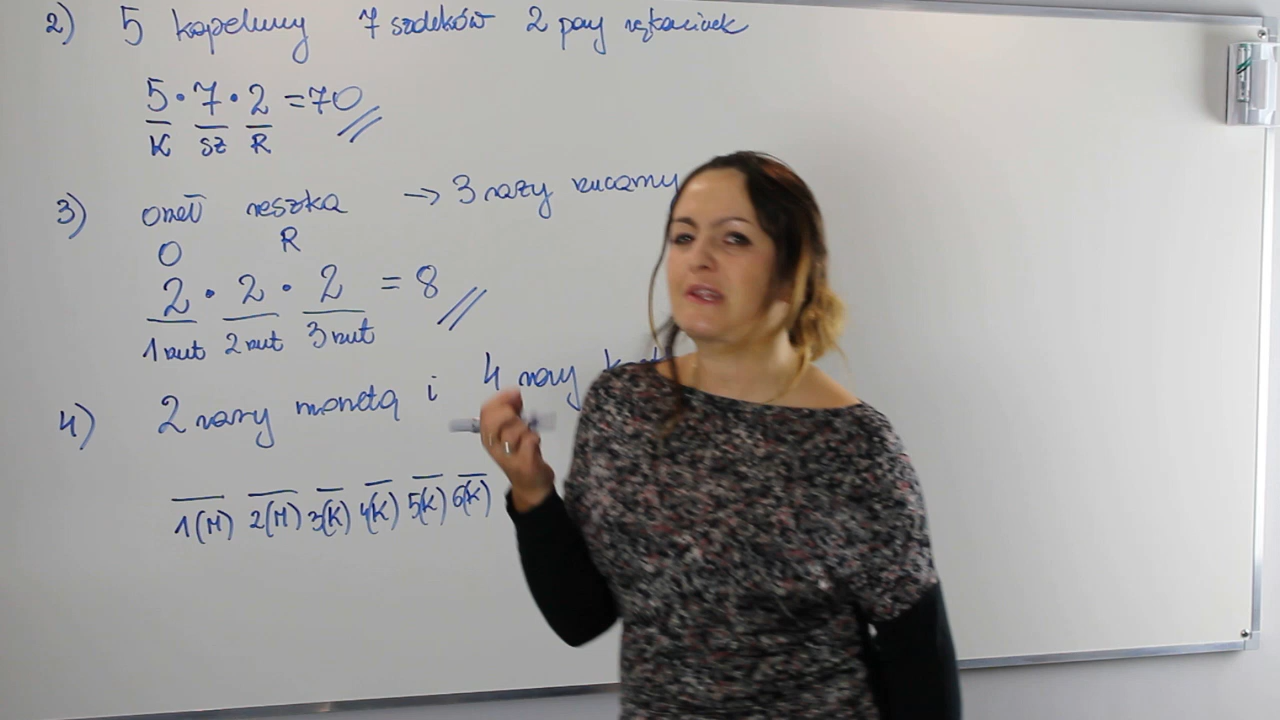 2) 5 kapeluszy 7 szalików 2 pary rękawiczek
5 · 7 · 2 = 70
K SZ R
3) orzeł reszka → 3 razy rzucamy
O R
2 · 2 · 2 = 8
1 rzut 2 rzut 3 rzut
4) 2 razy monetą i 4 razy
1(M) 2(M) 3(K) 4(K) 5(K) 6(K)